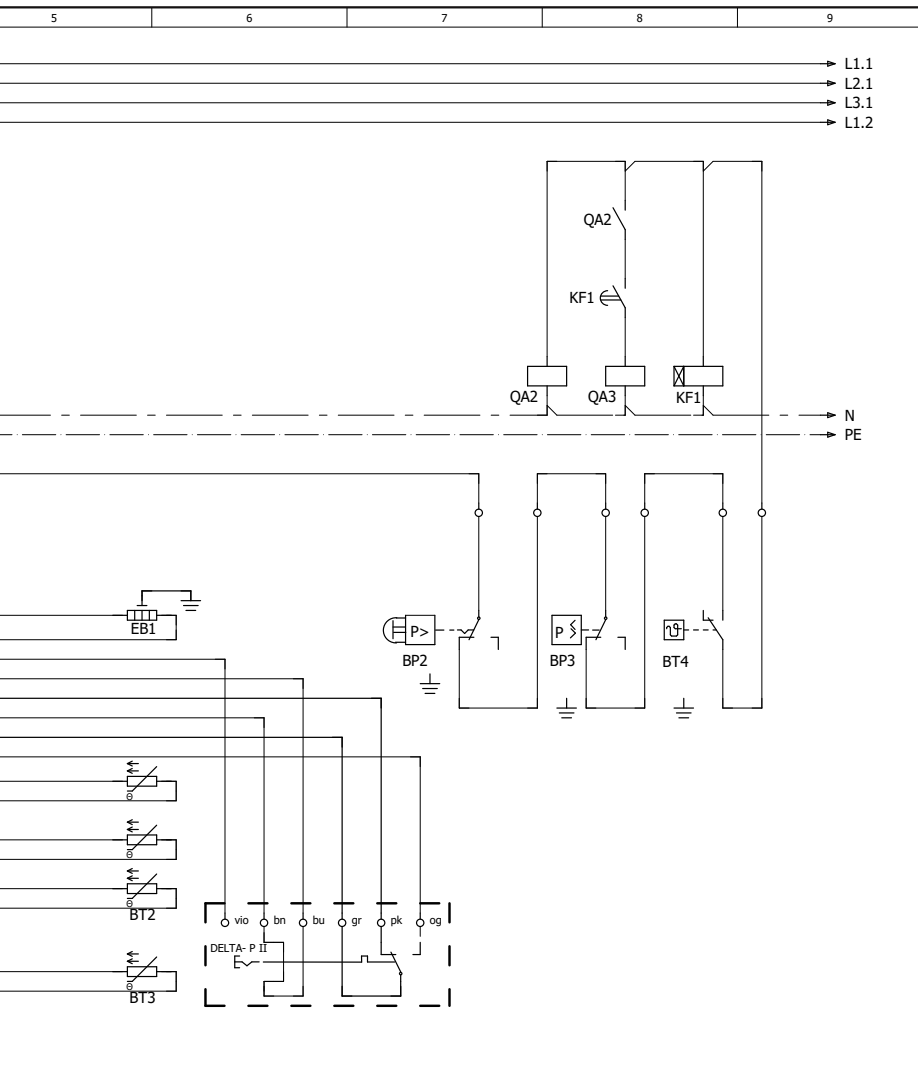 5 6 7 8 9
L1.1
L2.1
L3.1
L1.2
QA2
KF1
QA2 QA3 KF1
N
PE
EB1
P> P ϑ
BP2 BP3 BT4
Θ
Θ
Θ
BT2
vio bn bu gr pk og
DELTA- P II
Θ
BT3